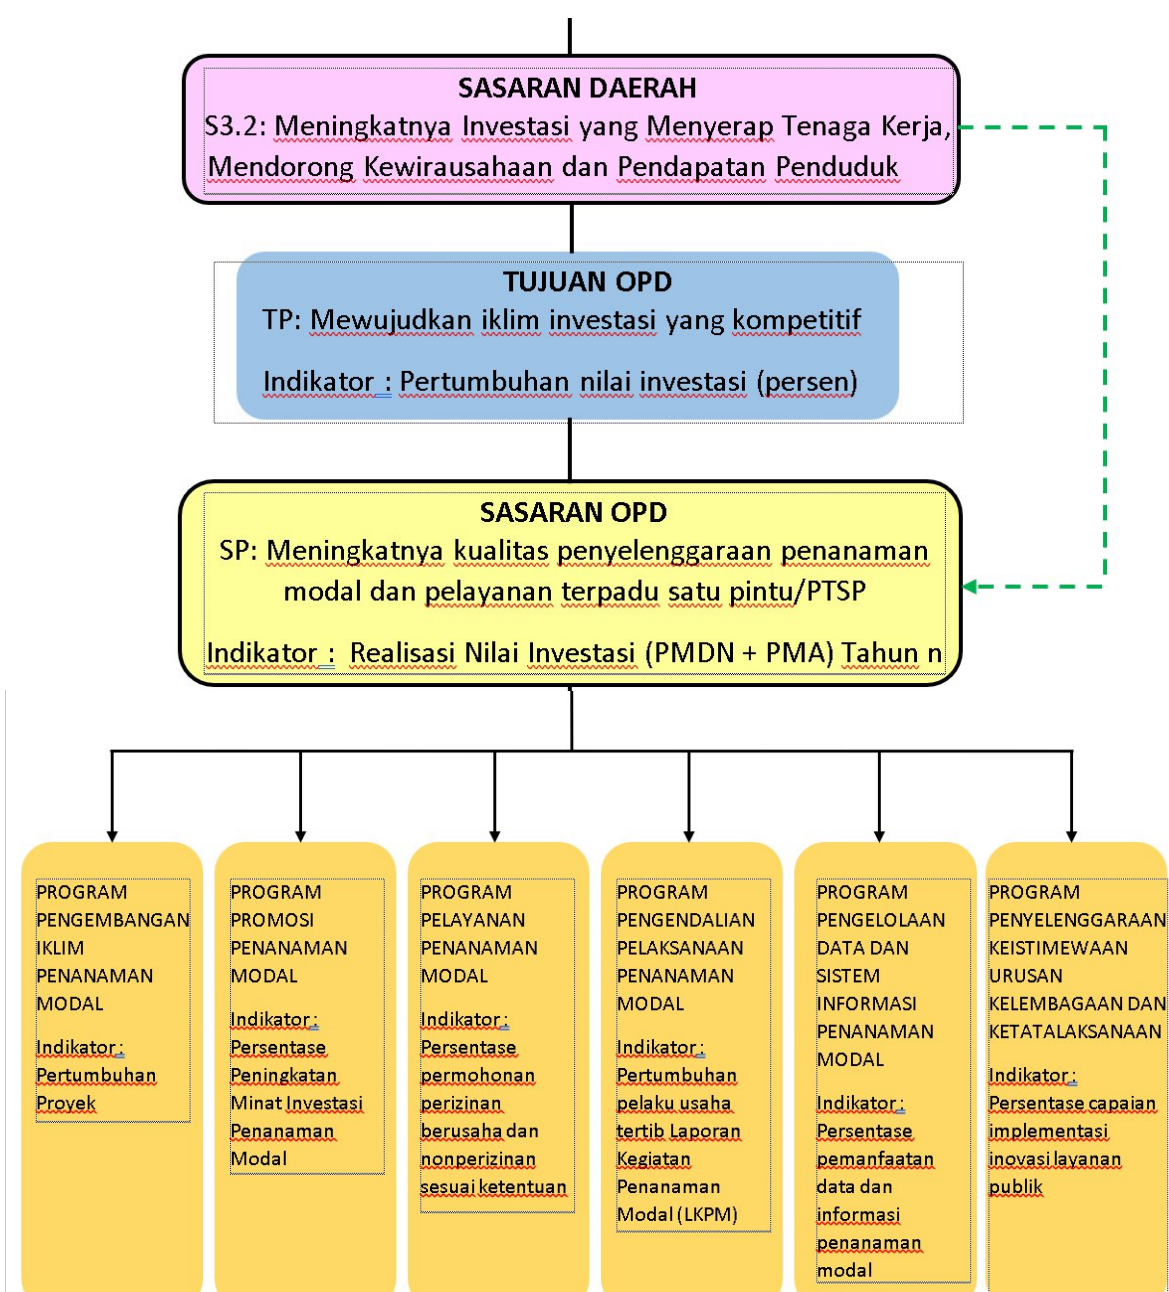 SASARAN DAERAH
S3.2: Meningkatnya Investasi yang Menyerap Tenaga Kerja,
Mendorong Kewirausahaan dan Pendapatan Penduduk
TUJUAN OPD
TP: Mewujudkan iklim investasi yang kompetitif
Indikator : Pertumbuhan nilai investasi (persen)
SASARAN OPD
SP: Meningkatnya kualitas penyelenggaraan penanaman
modal dan pelayanan terpadu satu pintu/PTSP
Indikator : Realisasi Nilai Investasi (PMDN + PMA) Tahun n
PROGRAM
PENGEMBANGAN
IKLIM
PENANAMAN
MODAL
Indikator :
Pertumbuhan
Proyek
PROGRAM
PROMOSI
PENANAMAN
MODAL
Indikator :
Persentase
Peningkatan
Minat Investasi
Penanaman
Modal
PROGRAM
PELAYANAN
PENANAMAN
MODAL
Indikator :
Persentase
permohonan
perizinan
berusaha dan
nonperizinan
sesuai ketentuan
PROGRAM
PENGENDALIAN
PELAKSANAAN
PENANAMAN
MODAL
Indikator :
Pertumbuhan
pelaku usaha
tertib Laporan
Kegiatan
Penanaman
Modal (LKPM)
PROGRAM
PENGELOLAAN
DATA DAN
SISTEM
INFORMASI
PENANAMAN
MODAL
Indikator :
Persentase
pemanfaatan
data dan
informasi
penanaman
modal
PROGRAM
PENYELENGGARAAN
KEISTIMEWAAN
URUSAN
KELEMBAGAAN DAN
KETATALAKSANAAN
Indikator :
Persentase capaian
implementasi
inovasi layanan
publik